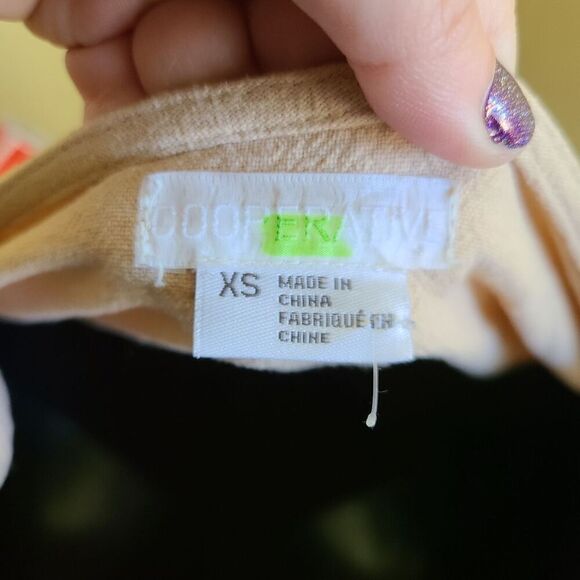 COOPERATIVE
XS
MADE IN
CHINA
FABRIQUÉ EN
CHINE